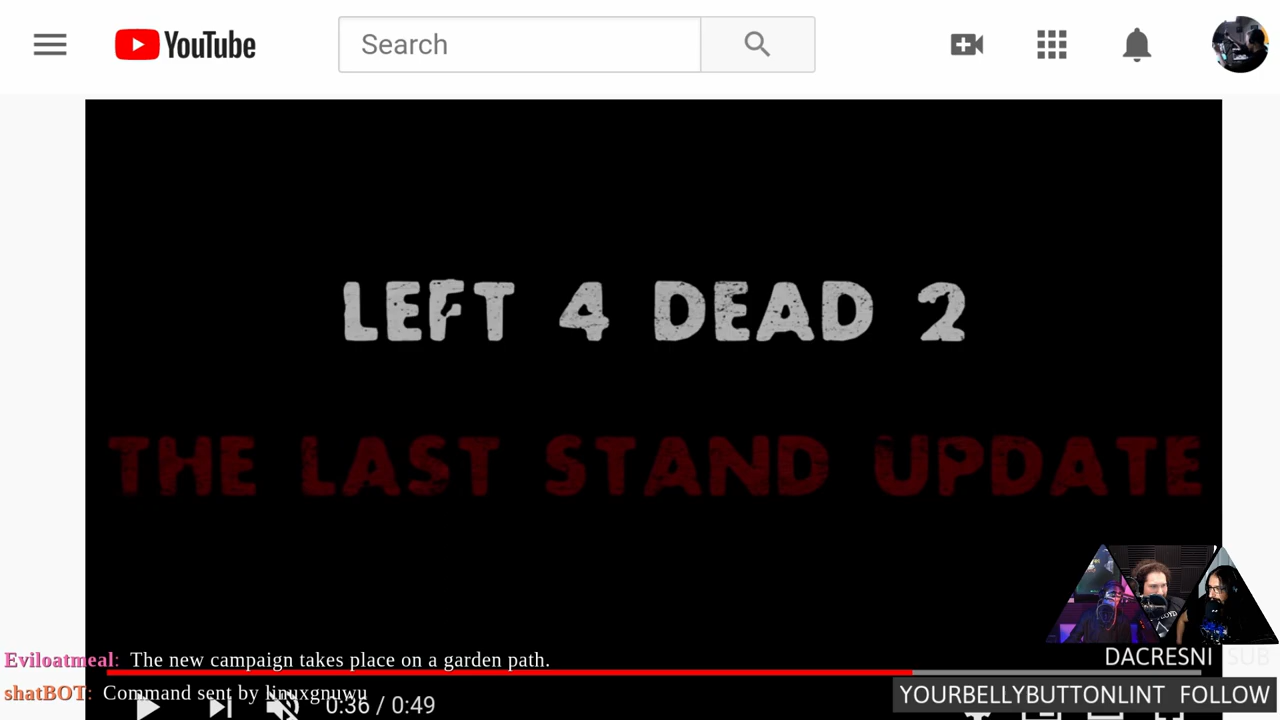 YouTube
Search
LEFT 4 DEAD 2
THE LAST STAND UPDATE
Eviloatmeal: The new campaign takes place on a garden path.
DACRESNI SUB
shatBOT: Command sent by linuxgnuwu
YOURBELLYBUTTONLINT FOLLOW
0:36 / 0:49